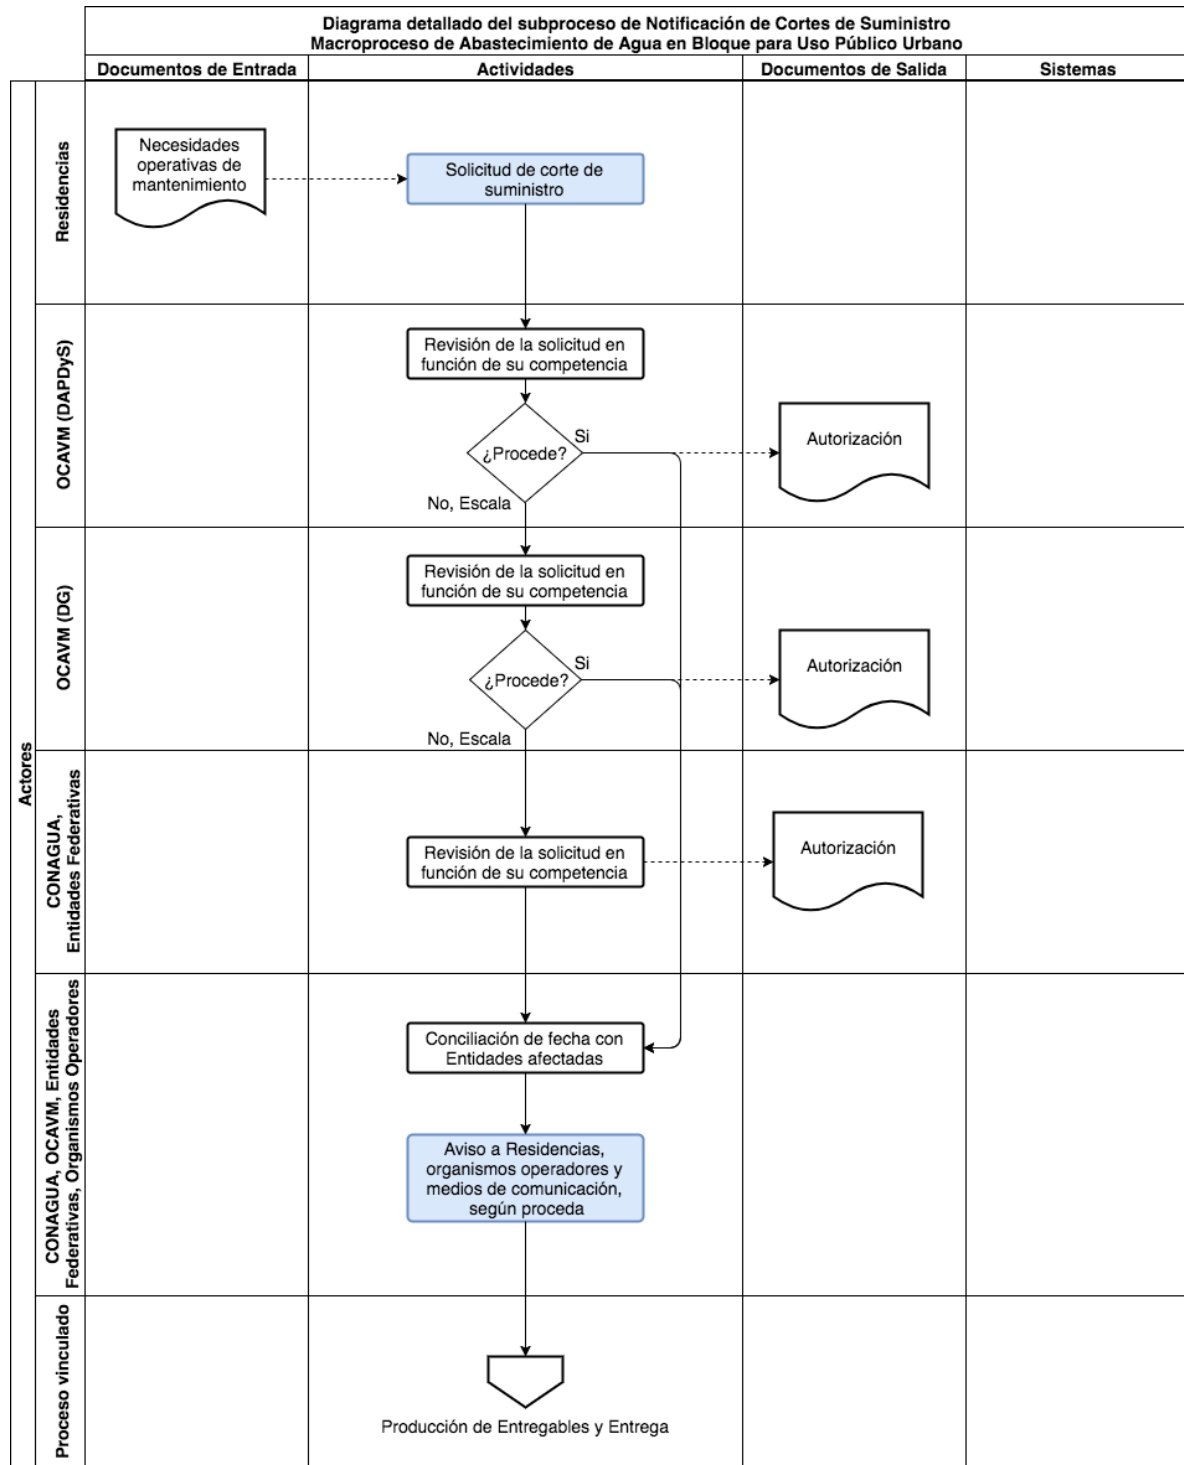 Diagrama detallado del subproceso de Notificación de Cortes de Suministro
Macroproceso de Abastecimiento de Agua en Bloque para Uso Público Urbano
Documentos de Entrada
Actividades
Documentos de Salida
Sistemas
Actores
Residencias
Necesidades
operativas de
mantenimiento
Solicitud de corte de
suministro
OCAVM (DAPDyS)
Revisión de la solicitud en
función de su competencia
¿Procede?
Si
No, Escala
Autorización
OCAVM (DG)
Revisión de la solicitud en
función de su competencia
¿Procede?
Si
No, Escala
Autorización
CONAGUA,
Entidades Federativas
Revisión de la solicitud en
función de su competencia
Autorización
CONAGUA, OCAVM, Entidades
Federativas, Organismos Operadores
Conciliación de fecha con
Entidades afectadas
Aviso a Residencias,
organismos operadores y
medios de comunicación,
según proceda
Proceso vinculado
Producción de Entregables y Entrega